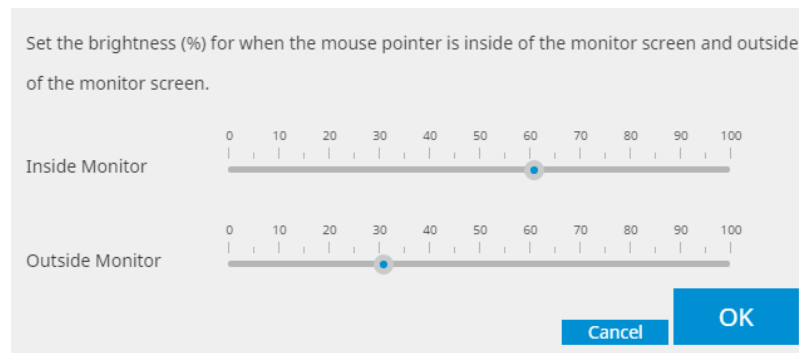 Set the brightness (%) for when the mouse pointer is inside of the monitor screen and outside
of the monitor screen.
0 10 20 30 40 50 60 70 80 90 100
Inside Monitor
0 10 20 30 40 50 60 70 80 90 100
Outside Monitor
Cancel OK